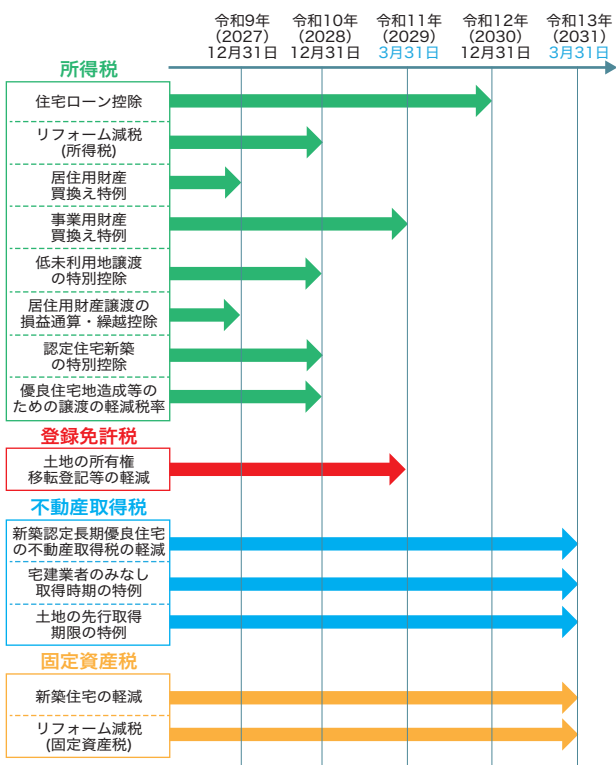 令和9年
(2027)
12月31日
令和10年
(2028)
12月31日
令和11年
(2029)
3月31日
令和12年
(2030)
12月31日
令和13年
(2031)
3月31日
所得税
住宅ローン控除
リフォーム減税
(所得税)
居住用財産
買換え特例
事業用財産
買換え特例
低未利用地譲渡
の特別控除
居住用財産譲渡の
損益通算・繰越控除
認定住宅新築
の特別控除
優良住宅地造成等の
ための譲渡の軽減税率
登録免許税
土地の所有権
移転登記等の軽減
不動産取得税
新築認定長期優良住宅
の不動産取得税の軽減
宅建業者のみなし
取得時期の特例
土地の先行取得
期限の特例
固定資産税
新築住宅の軽減
リフォーム減税
(固定資産税)